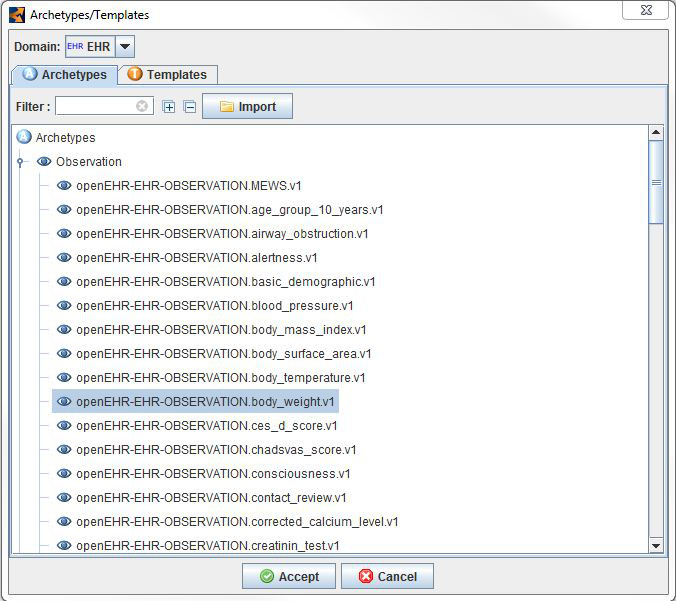 Archetypes/Templates
Domain: EHR EHR
A Archetypes T Templates
Filter : Import
A Archetypes
Observation
openEHR-EHR-OBSERVATION.MEWS.v1
openEHR-EHR-OBSERVATION.age_group_10_years.v1
openEHR-EHR-OBSERVATION.airway_obstruction.v1
openEHR-EHR-OBSERVATION.alertness.v1
openEHR-EHR-OBSERVATION.basic_demographic.v1
openEHR-EHR-OBSERVATION.blood_pressure.v1
openEHR-EHR-OBSERVATION.body_mass_index.v1
openEHR-EHR-OBSERVATION.body_surface_area.v1
openEHR-EHR-OBSERVATION.body_temperature.v1
openEHR-EHR-OBSERVATION.body_weight.v1
openEHR-EHR-OBSERVATION.ces_d_score.v1
openEHR-EHR-OBSERVATION.chadsvas_score.v1
openEHR-EHR-OBSERVATION.consciousness.v1
openEHR-EHR-OBSERVATION.contact_review.v1
openEHR-EHR-OBSERVATION.corrected_calcium_level.v1
openEHR-EHR-OBSERVATION.creatinin_test.v1
Accept Cancel